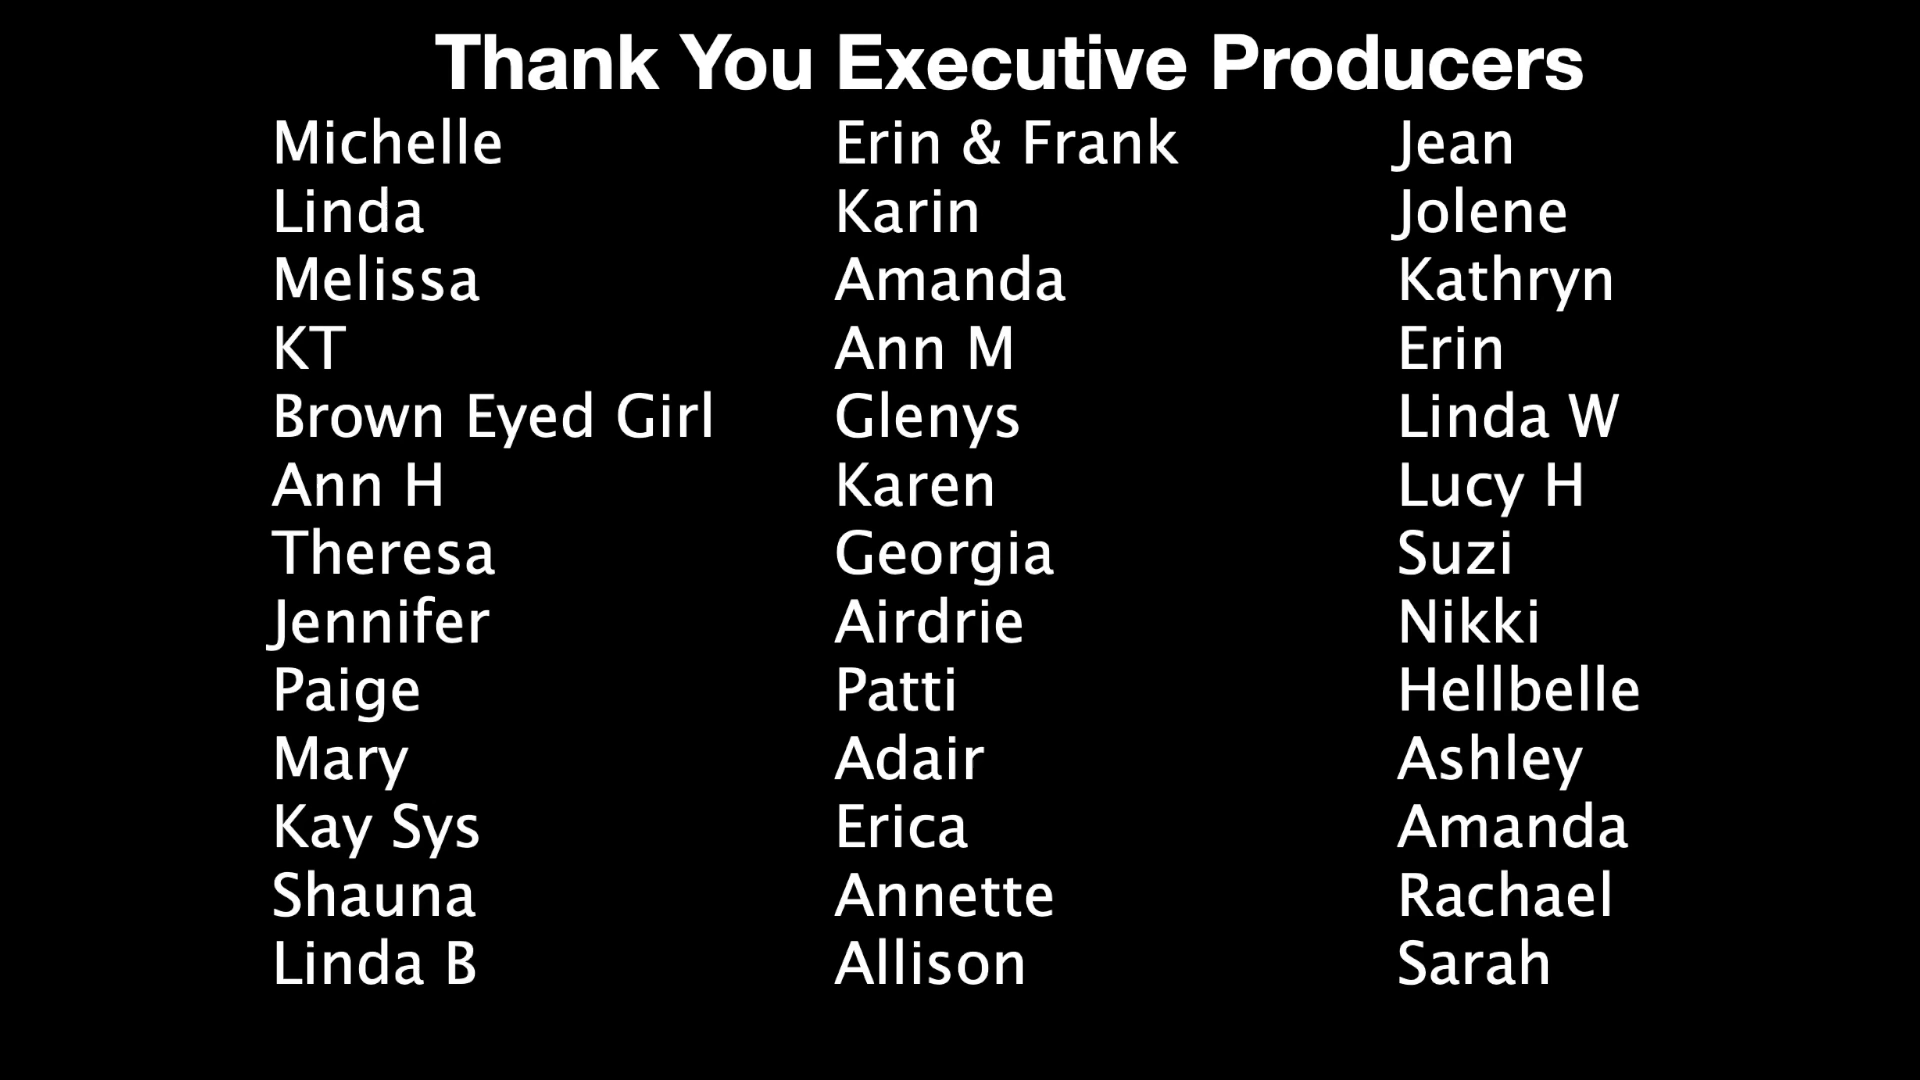 Thank You Executive Producers
Michelle
Linda
Melissa
KT
Brown Eyed Girl
Ann H
Theresa
Jennifer
Paige
Mary
Kay Sys
Shauna
Linda B
Erin & Frank
Karin
Amanda
Ann M
Glenys
Karen
Georgia
Airdrie
Patti
Adair
Erica
Annette
Allison
Jean
Jolene
Kathryn
Erin
Linda W
Lucy H
Suzi
Nikki
Hellbelle
Ashley
Amanda
Rachael
Sarah